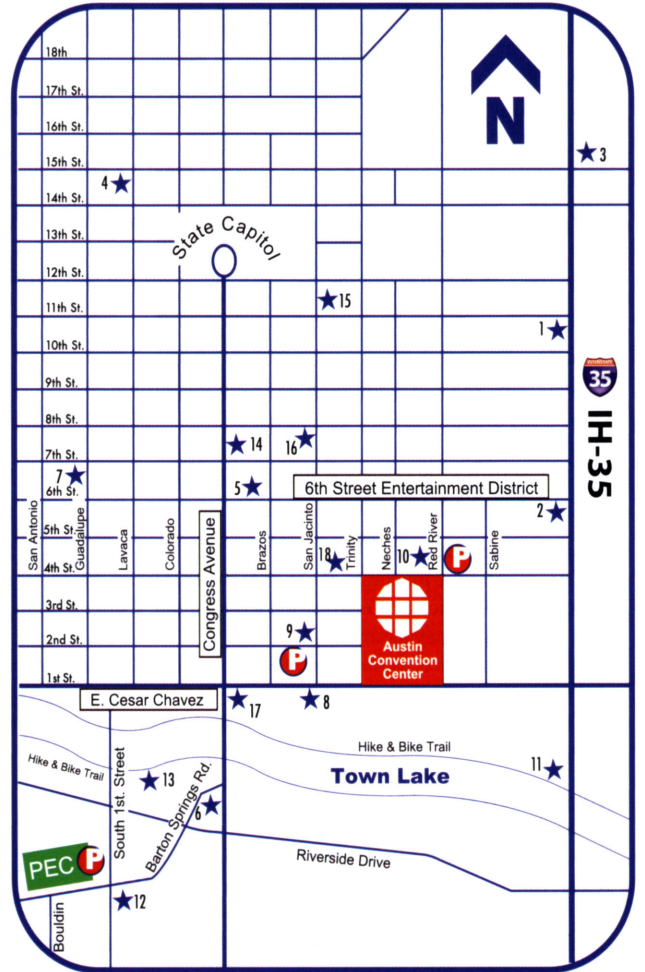 18th
17th St.
16th St.
15th St.
14th St.
13th St.
12th St.
11th St.
10th St.
9th St.
8th St.
7th St.
6th St.
5th St.
4th St.
3rd St.
2nd St.
1st St.
N
3
4
State Capitol
15
1
35
IH-35
14
16
7
5
6th Street Entertainment District
2
San Antonio
Guadalupe
Lavaca
Colorado
Congress Avenue
Brazos
San Jacinto
Trinity
Neches
Red River
Sabine
18
10
P
9
P
Austin
Convention
Center
E. Cesar Chavez
17
8
Hike & Bike Trail
Town Lake
11
Hike & Bike Trail
South 1st. Street
13
Barton Springs Rd.
6
Riverside Drive
PEC
P
12
Bouldin